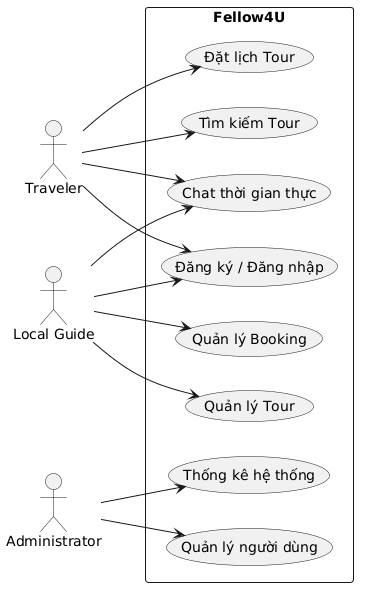 Fellow4U
Đặt lịch Tour
Tìm kiếm Tour
Traveler
Chat thời gian thực
Đăng ký / Đăng nhập
Local Guide
Quản lý Booking
Quản lý Tour
Thống kê hệ thống
Administrator
Quản lý người dùng